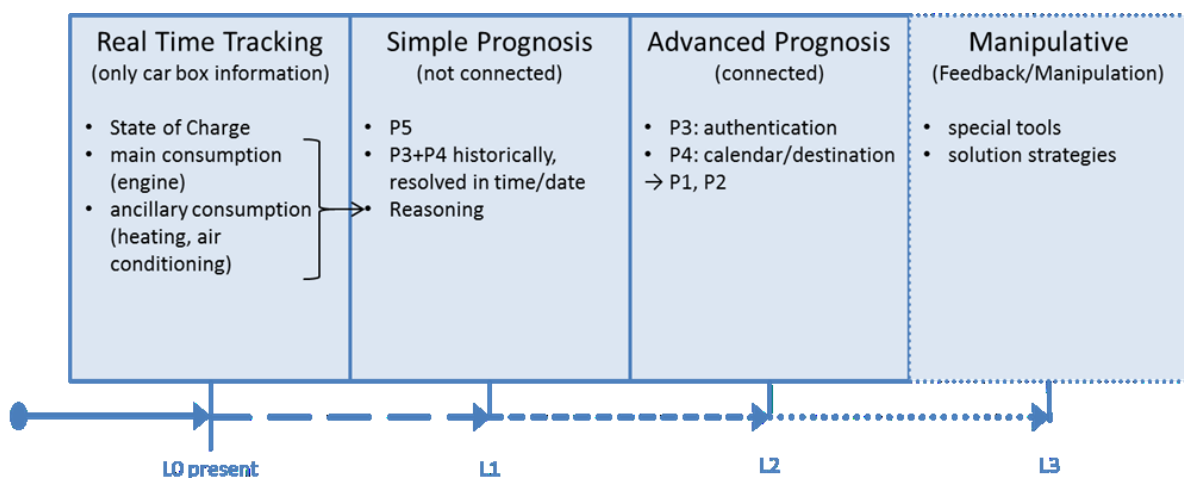 Real Time Tracking
(only car box information)
• State of Charge
• main consumption
(engine)
• ancillary consumption
(heating, air
conditioning)
Simple Prognosis
(not connected)
• P5
• P3+P4 historically,
resolved in time/date
• Reasoning
Advanced Prognosis
(connected)
• P3: authentication
• P4: calendar/destination
→ P1, P2
Manipulative
(Feedback/Manipulation)
• special tools
• solution strategies
L0 present
L1
L2
L3